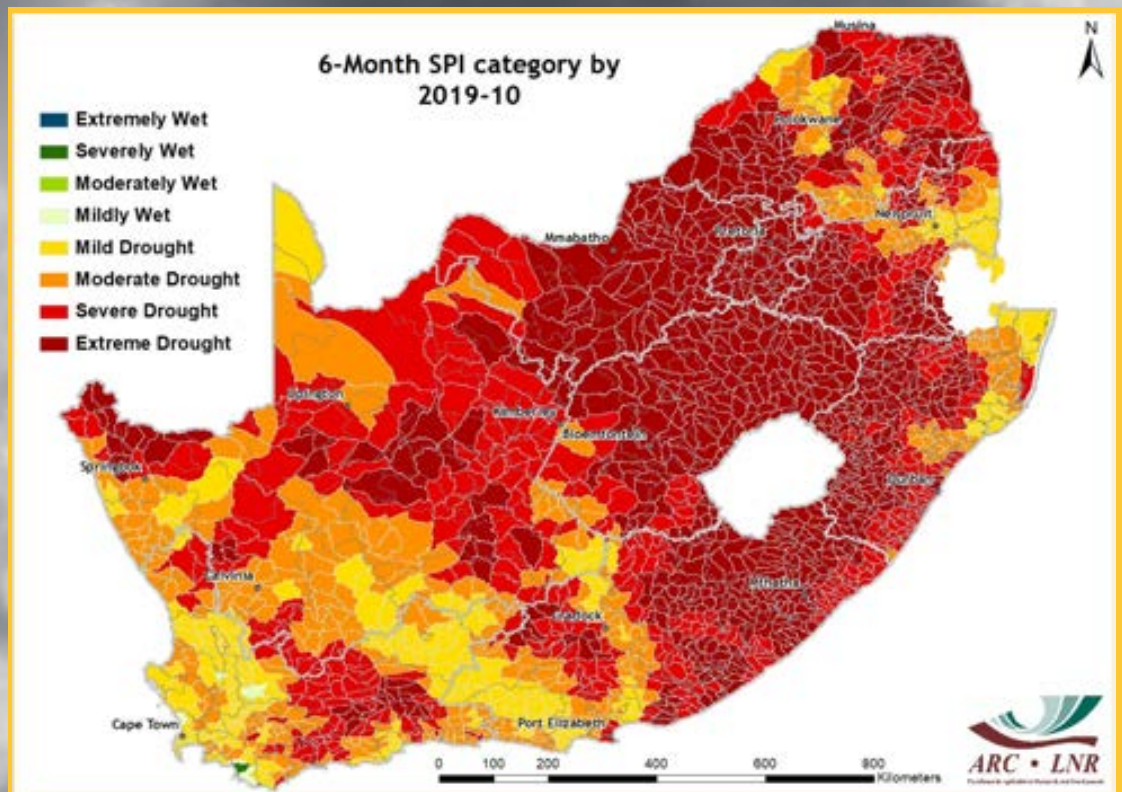 6-Month SPI category by
2019-10
N
Extremely Wet
Severely Wet
Moderately Wet
Mildly Wet
Mild Drought
Moderate Drought
Severe Drought
Extreme Drought
Musina
Polokwane
Nelspruit
Pretoria
Mmabatho
Upington
Kimberley
Bloemfontein
Springbok
Durban
Calvinia
Mthatha
Cradock
Cape Town
Port Elizabeth
0 100 200 400 600 800
Kilometers
ARC • LNR